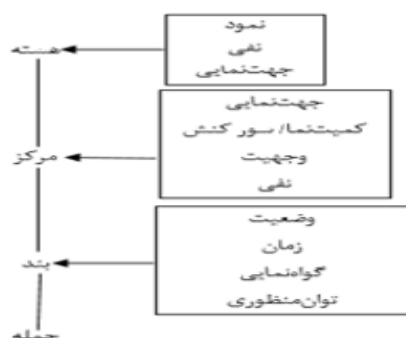 نمود
نفی
جهت‌نمایی
هسته
جهت‌نمایی
کمیت‌نما/ سور کنش
وجهیت
نفی
مرکز
وضعیت
زمان
گواه‌نمایی
توان‌منظوری
بند
جمله